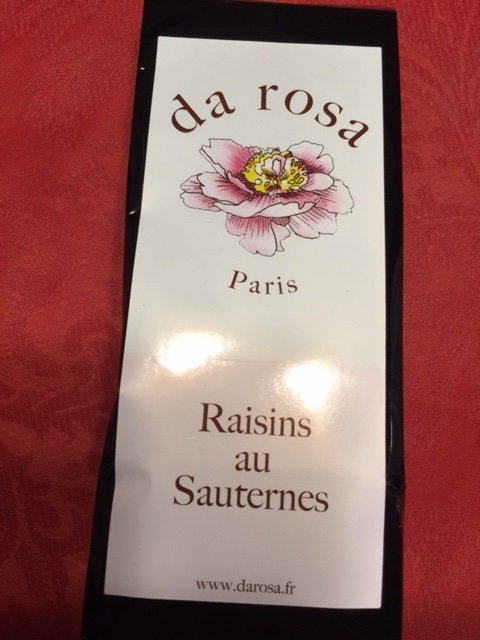 da rosa
Paris
Raisins
au
Sauternes
www.darosa.fr